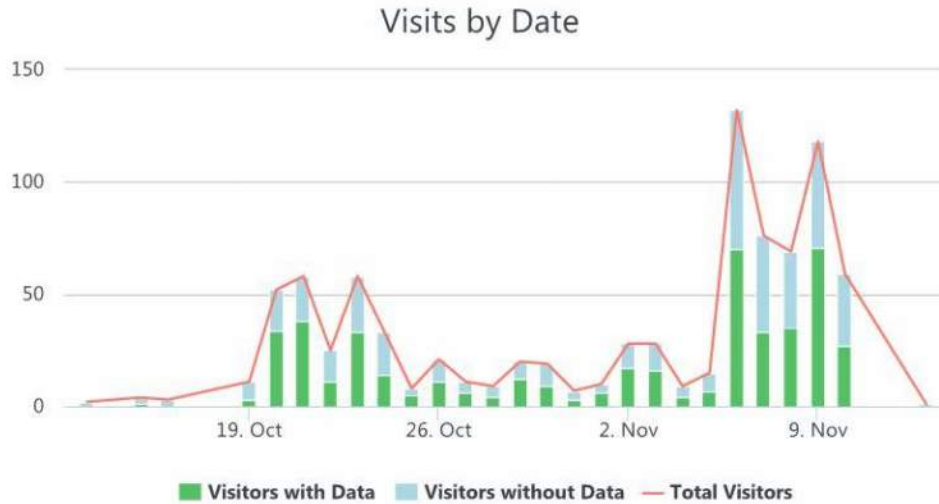 Visits by Date
150
100
50
0
19. Oct 26. Oct 2. Nov 9. Nov
Visitors with Data Visitors without Data Total Visitors